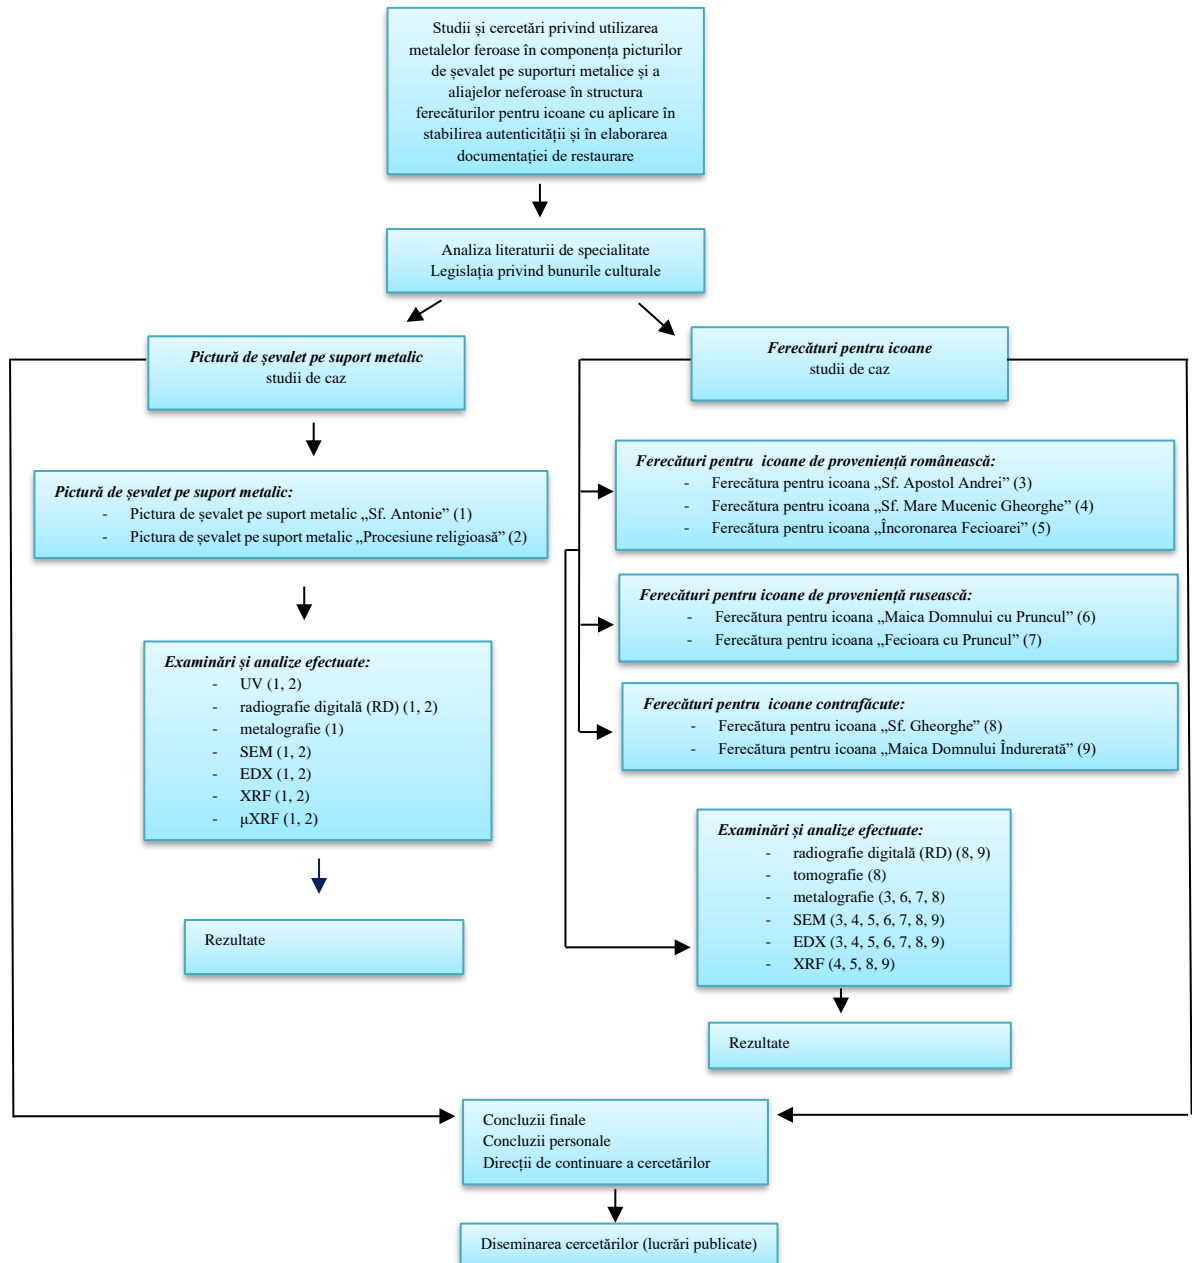 Studii și cercetări privind utilizarea
metalelor feroase în componența picturilor
de șevalet pe suporturi metalice și a
aliajelor neferoase în structura
ferecăturilor pentru icoane cu aplicare în
stabilirea autenticității și în elaborarea
documentației de restaurare
Analiza literaturii de specialitate
Legislația privind bunurile culturale
Pictură de șevalet pe suport metalic
studii de caz
Ferecături pentru icoane
studii de caz
Pictură de șevalet pe suport metalic:
- Pictura de șevalet pe suport metalic „Sf. Antonie” (1)
- Pictura de șevalet pe suport metalic „Procesiune religioasă” (2)
Examinări și analize efectuate:
- UV (1, 2)
- radiografie digitală (RD) (1, 2)
- metalografie (1)
- SEM (1, 2)
- EDX (1, 2)
- XRF (1, 2)
- µXRF (1, 2)
Rezultate
Ferecături pentru icoane de proveniență românească:
- Ferecătura pentru icoana „Sf. Apostol Andrei” (3)
- Ferecătura pentru icoana „Sf. Mare Mucenic Gheorghe” (4)
- Ferecătura pentru icoana „Încoronarea Fecioarei” (5)
Ferecături pentru icoane de proveniență rusească:
- Ferecătura pentru icoana „Maica Domnului cu Pruncul” (6)
- Ferecătura pentru icoana „Fecioara cu Pruncul” (7)
Ferecături pentru icoane contrafăcute:
- Ferecătura pentru icoana „Sf. Gheorghe” (8)
- Ferecătura pentru icoana „Maica Domnului Îndurerată” (9)
Examinări și analize efectuate:
- radiografie digitală (RD) (8, 9)
- tomografie (8)
- metalografie (3, 6, 7, 8)
- SEM (3, 4, 5, 6, 7, 8, 9)
- EDX (3, 4, 5, 6, 7, 8, 9)
- XRF (4, 5, 8, 9)
Rezultate
Concluzii finale
Concluzii personale
Direcții de continuare a cercetărilor
Diseminarea cercetărilor (lucrări publicate)